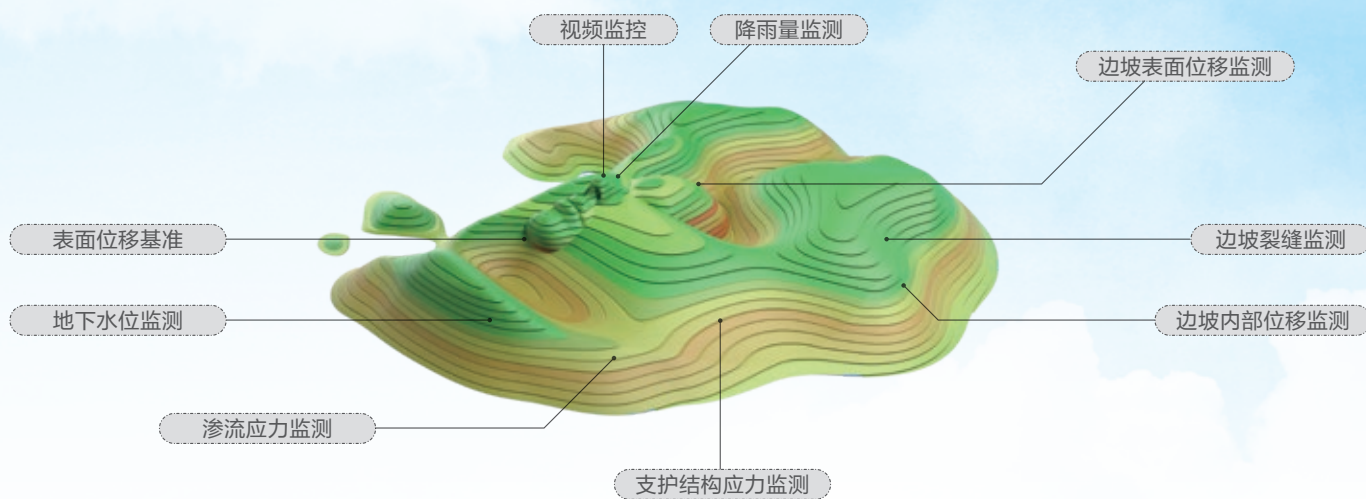 视频监控
降雨量监测
边坡表面位移监测
表面位移基准
边坡裂缝监测
地下水位监测
边坡内部位移监测
渗流应力监测
支护结构应力监测